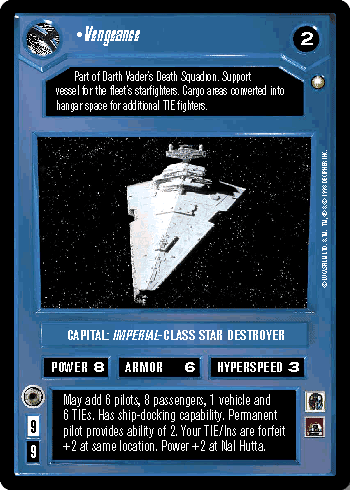 • Vengeance
2
Part of Darth Vader's Death Squadron. Support
vessel for the fleet's starfighters. Cargo areas converted into
hangar space for additional TIE fighters.
CAPITAL: IMPERIAL-CLASS STAR DESTROYER
POWER 8 ARMOR 6 HYPERSPEED 3
May add 6 pilots, 8 passengers, 1 vehicle and
6 TIEs. Has ship-docking capability. Permanent
pilot provides ability of 2. Your TIE/lns are forfeit
+2 at same location. Power +2 at Nal Hutta.
9
9